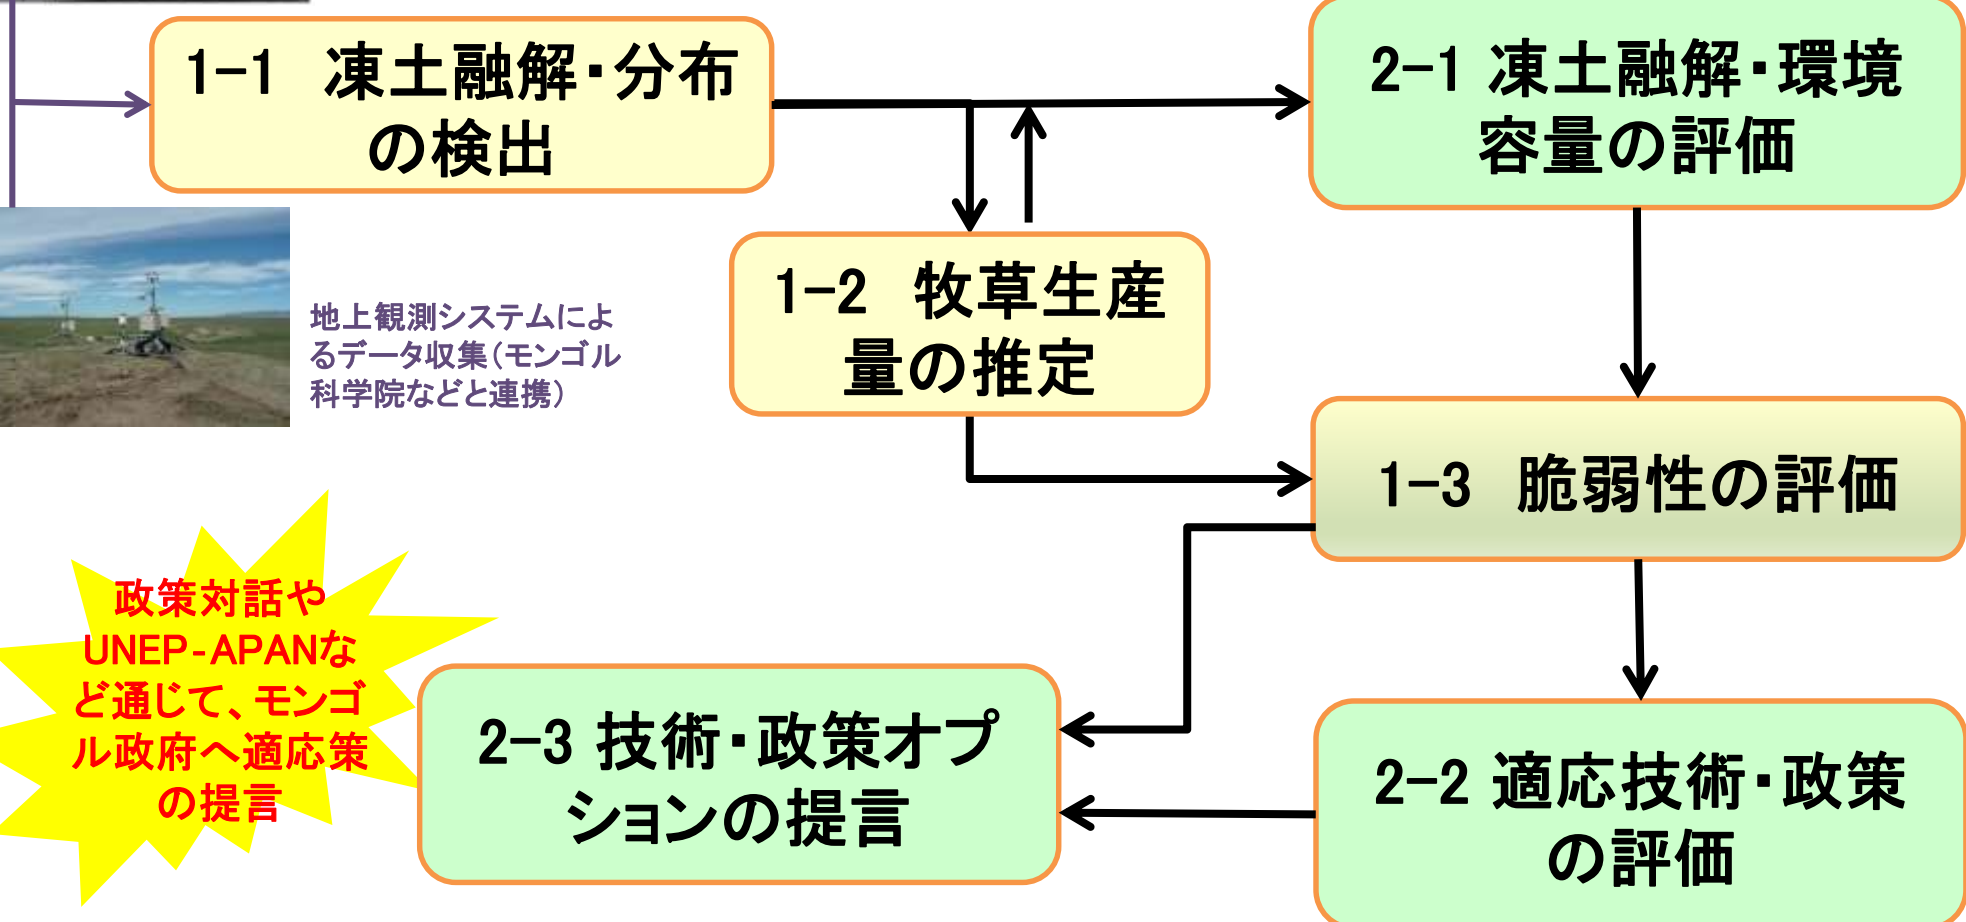 1-1 凍土融解・分布
の検出
2-1 凍土融解・環境
容量の評価
1-2 牧草生産
量の推定
地上観測システムによ
るデータ収集(モンゴル
科学院などと連携)
1-3 脆弱性の評価
政策対話や
UNEP-APANな
ど通じて、モンゴ
ル政府へ適応策
の提言
2-3 技術・政策オプ
ションの提言
2-2 適応技術・政策
の評価